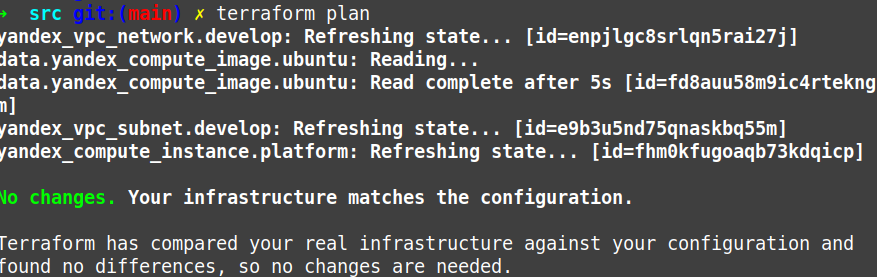 → src git:(main) ✗ terraform plan
yandex_vpc_network.develop: Refreshing state... [id=enpjlgc8srlqn5rai27j]
data.yandex_compute_image.ubuntu: Reading...
data.yandex_compute_image.ubuntu: Read complete after 5s [id=fd8auu58m9ic4rtekng
m]
yandex_vpc_subnet.develop: Refreshing state... [id=e9b3u5nd75qnaskbq55m]
yandex_compute_instance.platform: Refreshing state... [id=fhm0kfugoaqb73kdqicp]
No changes. Your infrastructure matches the configuration.
Terraform has compared your real infrastructure against your configuration and
found no differences, so no changes are needed.